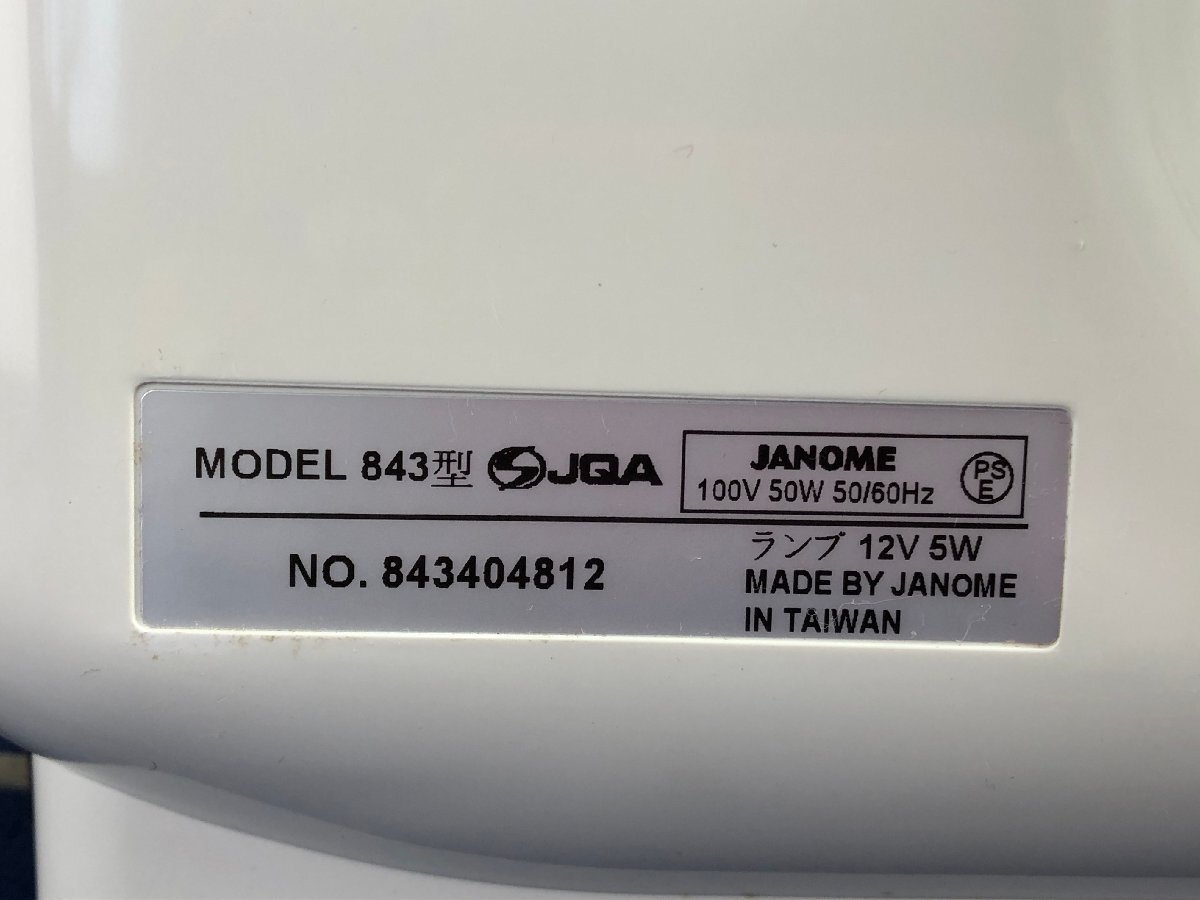 MODEL 843型 JQA
JANOME
100V 50W 50/60Hz
PS
E
NO. 843404812
ランプ 12V 5W
MADE BY JANOME
IN TAIWAN